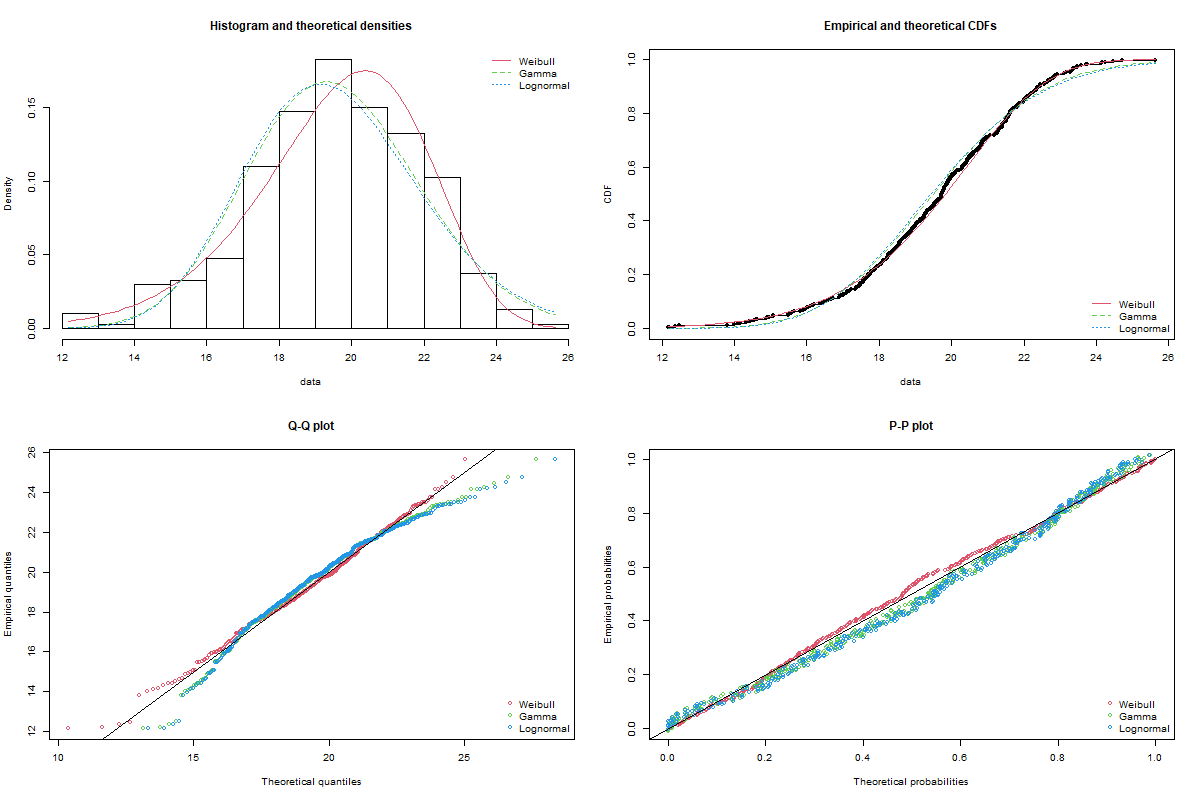 Histogram and theoretical densities
Weibull
Gamma
Lognormal
Density
0.00
0.05
0.10
0.15
12 14 16 18 20 22 24 26
data
Empirical and theoretical CDFs
CDF
0.0
0.2
0.4
0.6
0.8
1.0
Weibull
Gamma
Lognormal
12 14 16 18 20 22 24 26
data
Q-Q plot
Empirical quantiles
12
14
16
18
20
22
24
26
Weibull
Gamma
Lognormal
10 15 20 25
Theoretical quantiles
P-P plot
Empirical probabilities
0.0
0.2
0.4
0.6
0.8
1.0
Weibull
Gamma
Lognormal
0.0 0.2 0.4 0.6 0.8 1.0
Theoretical probabilities